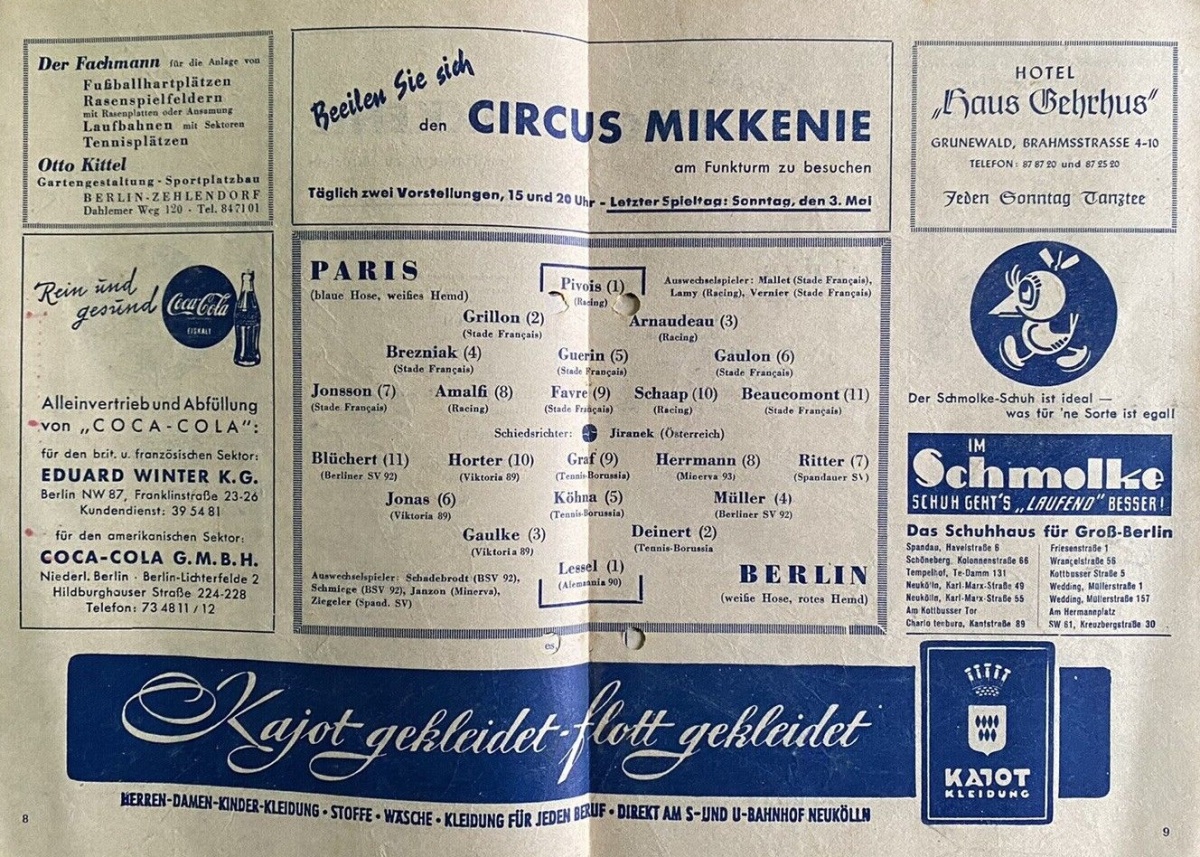 Der Fachmann für die Anlage von
Fußballhartplätzen
Rasenspielfeldern
mit Rasenplatten oder Ansamung
Laufbahnen mit Sektoren
Tennisplätzen
Otto Kittel
Gartengestaltung - Sportplatzbau
BERLIN-ZEHLENDORF
Dahlemer Weg 120 · Tel. 847101
Beeilen Sie sich
den CIRCUS MIKKENIE
am Funkturm zu besuchen
Täglich zwei Vorstellungen, 15 und 20 Uhr - Letzter Spieltag: Sonntag, den 3. Mai
HOTEL
„Haus Gehrhus"
GRUNEWALD, BRAHMSSTRASSE 4-10
TELEFON: 87 87 20 und 87 25 20
Jeden Sonntag Tanztee
Rein und
gesund
Coca-Cola
EISKALT
Alleinvertrieb und Abfüllung
von „COCA-COLA":
für den brit. u. französischen Sektor:
EDUARD WINTER K.G.
Berlin NW 87, Franklinstraße 23-26
Kundendienst: 39 54 81
für den amerikanischen Sektor:
COCA-COLA G.M.B.H.
Niederl. Berlin · Berlin-Lichterfelde 2
Hildburghauser Straße 224-228
Telefon: 73 4811 / 12
PARIS
(blaue Hose, weißes Hemd)
Pivois (1)
(Racing)
Auswechselspieler: Mallet (Stade Français),
Lamy (Racing), Vernier (Stade Français)
Grillon (2) Arnaudeau (3)
(Stade Français) (Racing)
Brezniak (4) Guerin (5) Gaulon (6)
(Stade Français) (Stade Français) (Stade Français)
Jonsson (7) Amalfi (8) Favre (9) Schaap (10) Beaucomont (11)
(Stade Français) (Racing) (Stade Français) (Racing) (Stade Français)
Schiedsrichter: Jiranek (Österreich)
Blüchert (11) Horter (10) Graf (9) Herrmann (8) Ritter (7)
(Berliner SV 92) (Viktoria 89) (Tennis-Borussia) (Minerva 93) (Spandauer SV)
Jonas (6) Köhna (5) Müller (4)
(Viktoria 89) (Tennis-Borussia) (Berliner SV 92)
Gaulke (3) Deinert (2)
(Viktoria 89) (Tennis-Borussia
Lessel (1)
(Alemania 90)
Auswechselspieler: Schadebrodt (BSV 92),
Schmiege (BSV 92), Janzon (Minerva),
Ziegeler (Spand. SV)
BERLIN
(weiße Hose, rotes Hemd)
Der Schmolke-Schuh ist ideal —
was für 'ne Sorte ist egal!
IM
Schmolke
SCHUH GEHT'S „LAUFEND" BESSER!
Das Schuhhaus für Groß-Berlin
Spandau, Havelstraße 6
Schöneberg, Kolonnenstraße 66
Tempelhof, Te-Damm 131
Neukölln, Karl-Marx-Straße 49
Neukölln, Karl-Marx-Straße 55
Am Kottbusser Tor
Charlottenburg, Kantstraße 89
Friesenstraße 1
Wrangelstraße 56
Kottbusser Straße 5
Wedding, Müllerstraße 1
Wedding, Müllerstraße 157
Am Hermannplatz
SW 61, Kreuzbergstraße 30
es
Kajot gekleidet-flott gekleidet
HERREN-DAMEN-KINDER-KLEIDUNG · STOFFE · WÄSCHE · KLEIDUNG FÜR JEDEN BERUF · DIREKT AM S-UND U-BAHNHOF NEUKÖLLN
KAJOT
KLEIDUNG
8
9